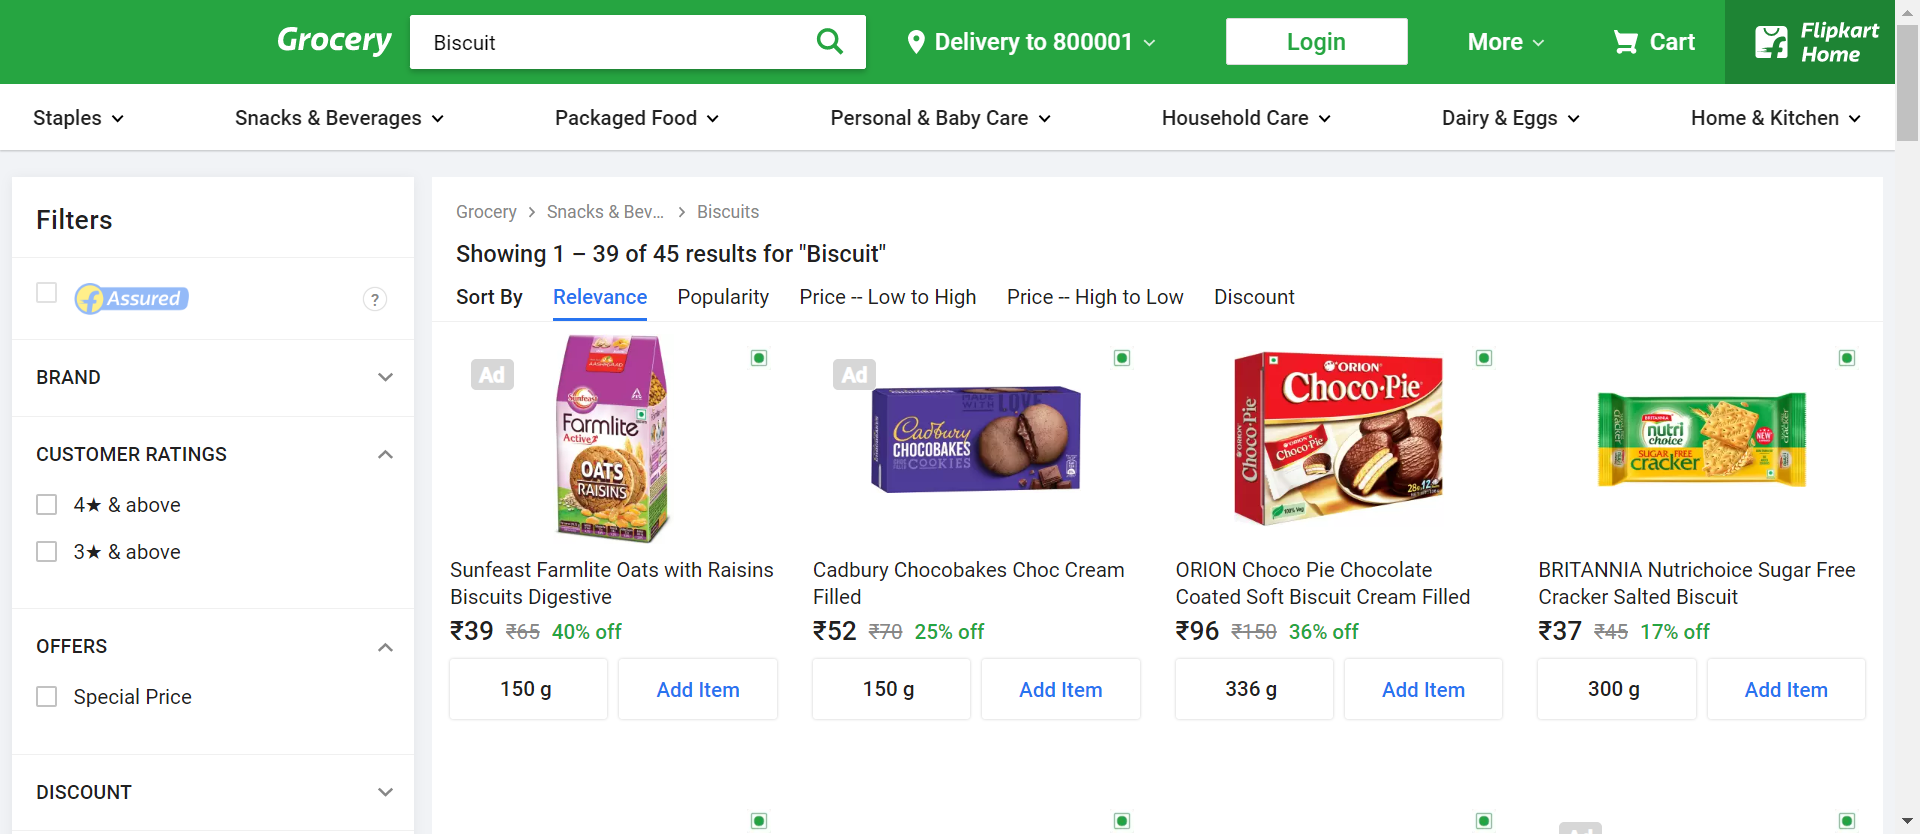 Grocery
Biscuit
Delivery to 800001
Login
More
Cart
Flipkart
Home
Staples
Snacks & Beverages
Packaged Food
Personal & Baby Care
Household Care
Dairy & Eggs
Home & Kitchen
Filters
Assured
?
BRAND
CUSTOMER RATINGS
4★ & above
3★ & above
OFFERS
Special Price
DISCOUNT
Grocery > Snacks & Bev... > Biscuits
Showing 1 – 39 of 45 results for "Biscuit"
Sort By Relevance Popularity Price -- Low to High Price -- High to Low Discount
Ad
Sunfeast
Farmlite
Active
OATS
RAISINS
Sunfeast Farmlite Oats with Raisins
Biscuits Digestive
₹39 ₹65 40% off
150 g Add Item
Ad
MADE
WITH LOVE
Cadbury
CHOCOBAKES
COOKIES
Cadbury Chocobakes Choc Cream
Filled
₹52 ₹70 25% off
150 g Add Item
ORION
Choco·Pie
ORION
Choco·Pie
ORION
Choco·Pie
ORION Choco Pie Chocolate
Coated Soft Biscuit Cream Filled
₹96 ₹150 36% off
336 g Add Item
BRITANNIA
nutri
choice
SUGAR FREE
cracker
NEW
BRITANNIA Nutrichoice Sugar Free
Cracker Salted Biscuit
₹37 ₹45 17% off
300 g Add Item
Ad